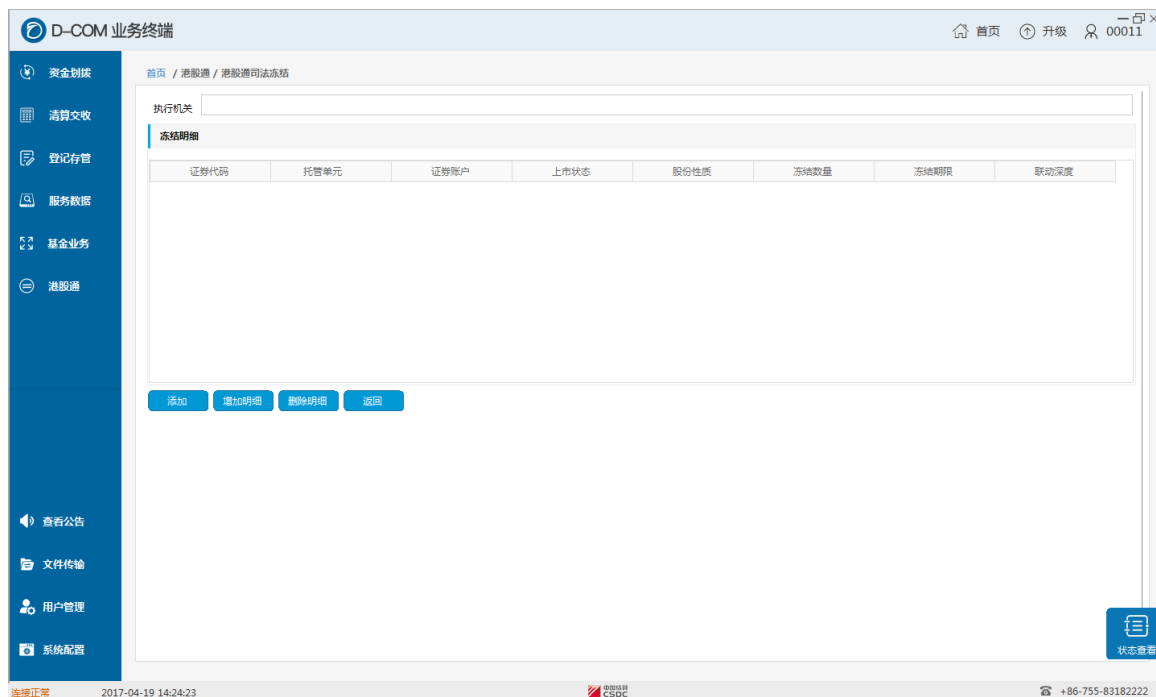 D-COM 业务终端
首页 升级 00011
资金划拨
清算交收
登记存管
服务数据
基金业务
港股通
查看公告
文件传输
用户管理
系统配置
首页 / 港股通 / 港股通司法冻结
执行机关
冻结明细
证券代码 托管单元 证券账户 上市状态 股份性质 冻结数量 冻结期限 联动深度
添加 增加明细 删除明细 返回
状态查看
连接正常 2017-04-19 14:24:23 中国结算 CSDC +86-755-83182222